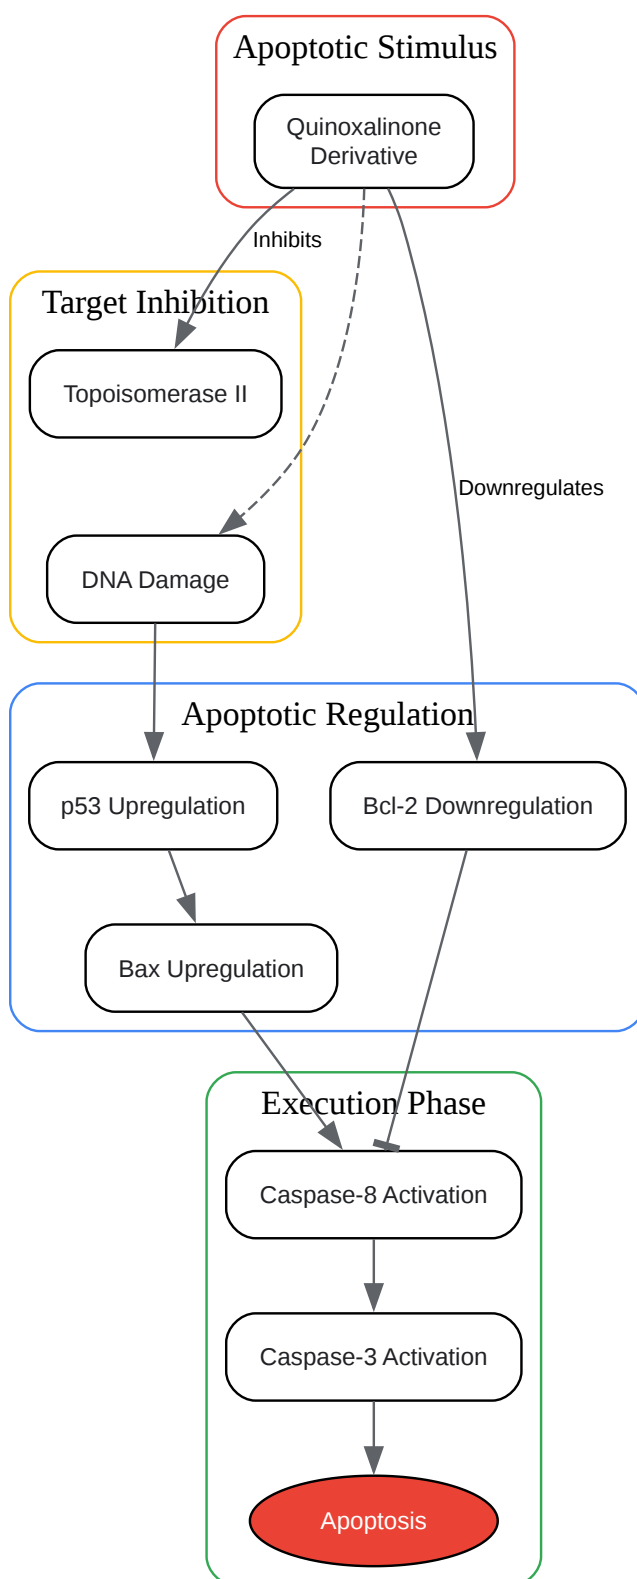 Apoptotic Stimulus
Quinoxalinone
Derivative
Inhibits
Target Inhibition
Topoisomerase II
Downregulates
DNA Damage
Apoptotic Regulation
p53 Upregulation
Bcl-2 Downregulation
Bax Upregulation
Execution Phase
Caspase-8 Activation
Caspase-3 Activation
Apoptosis